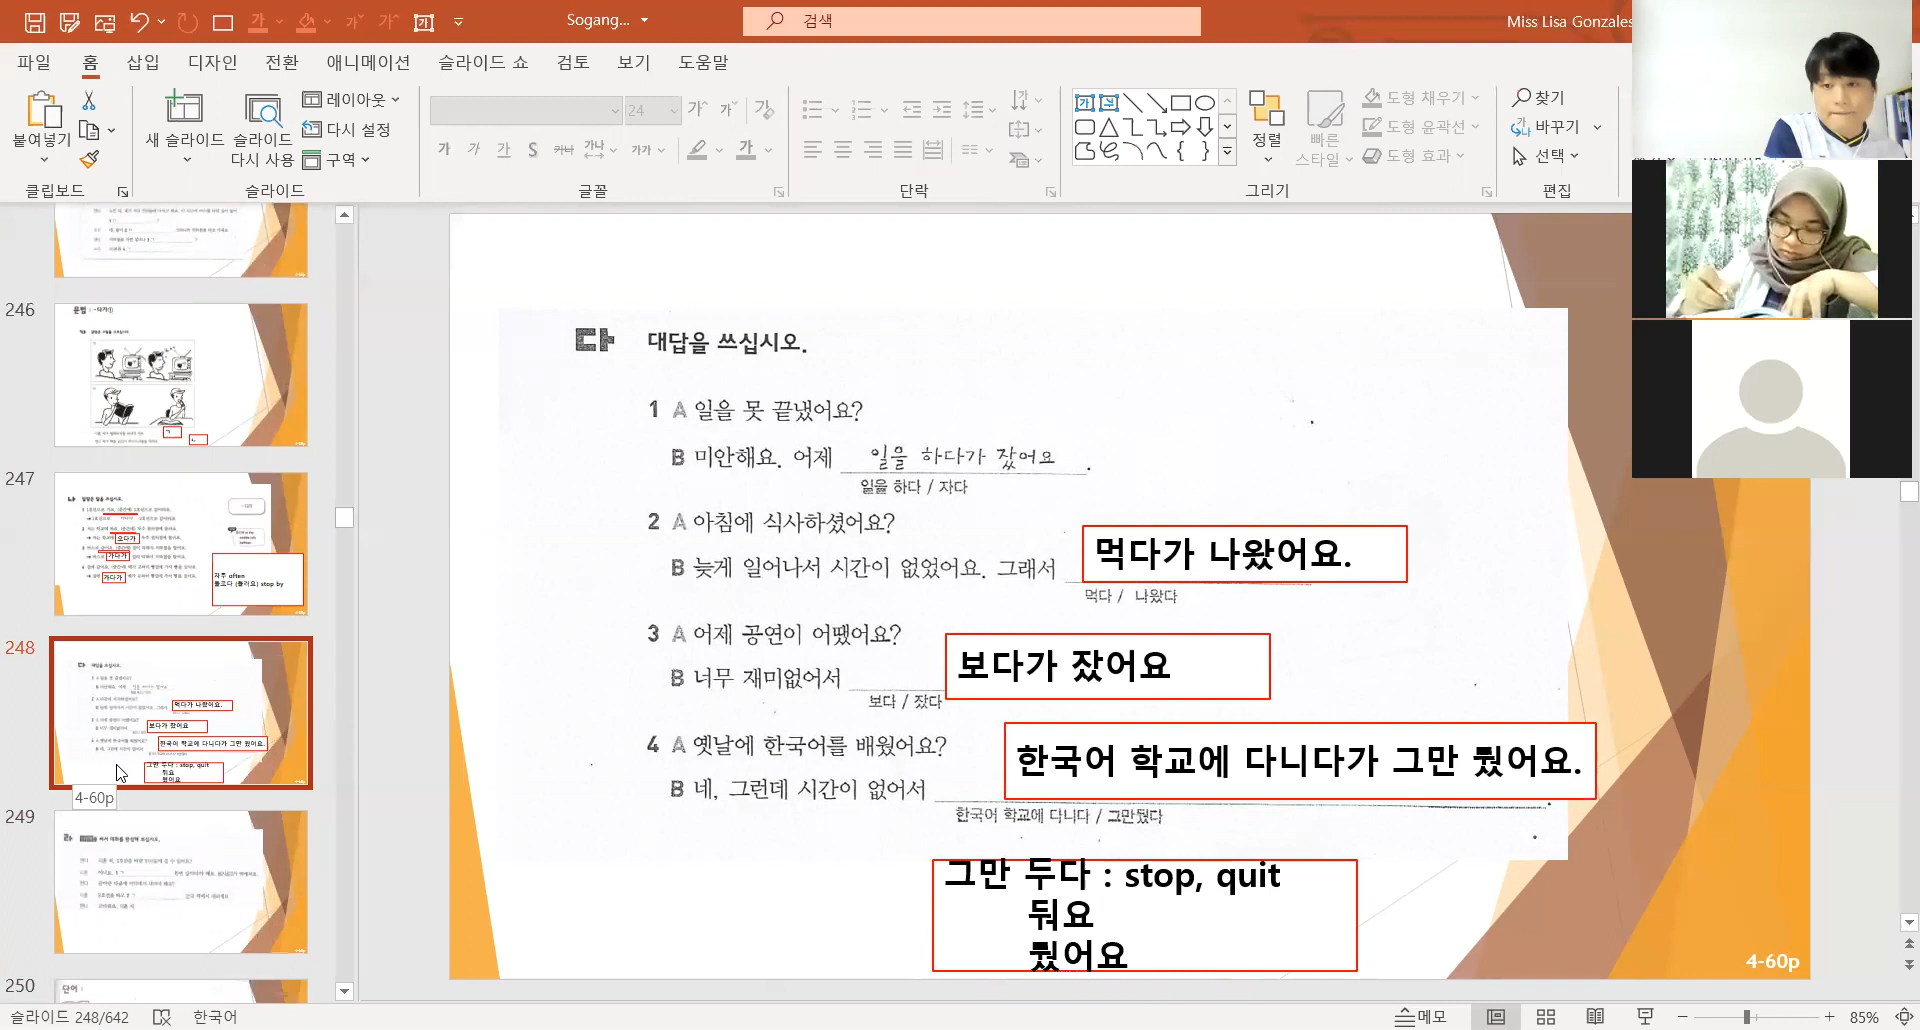 Sogang...
검색
Miss Lisa Gonzales
파일 홈 삽입 디자인 전환 애니메이션 슬라이드 쇼 검토 보기 도움말
붙여넣기
클립보드
새 슬라이드
슬라이드 다시 사용
레이아웃
다시 설정
구역
슬라이드
24
글꼴
단락
정렬
빠른 스타일
도형 채우기
도형 윤곽선
도형 효과
그리기
찾기
바꾸기
선택
편집
246
247
자주 often
248
4-60p
249
250
단어
다 대답을 쓰십시오.
1 A 일을 못 끝냈어요?
B 미안해요. 어제 일을 하다가 잤어요.
일을 하다 / 자다
2 A 아침에 식사하셨어요?
B 늦게 일어나서 시간이 없었어요. 그래서 먹다가 나왔어요.
먹다 / 나왔다
3 A 어제 공연이 어땠어요?
B 너무 재미없어서 보다가 잤어요
보다 / 잤다
4 A 옛날에 한국어를 배웠어요?
한국어 학교에 다니다가 그만 뒀어요.
B 네, 그런데 시간이 없어서
한국어 학교에 다니다 / 그만뒀다
그만 두다 : stop, quit
둬요
뒀어요
4-60p
슬라이드 248/642
한국어
메모
85%